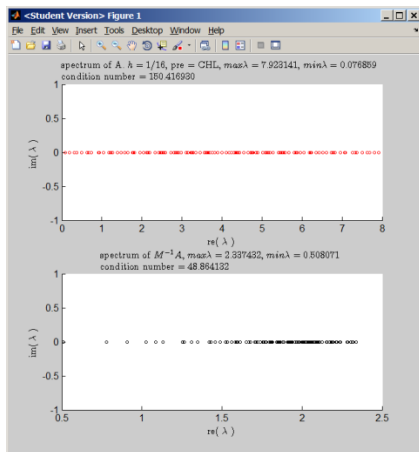 <Student Version> Figure 1
File Edit View Insert Tools Desktop Window Help
spectrum of A. h = 1/16, pre = CHL, maxλ = 7.923141, minλ = 0.076859
condition number = 150.416930
1
0.5
0
-0.5
-1
im( λ )
0 1 2 3 4 5 6 7 8
re( λ )
spectrum of M⁻¹A, maxλ = 2.337432, minλ = 0.508071
condition number = 48.864132
1
0.5
0
-0.5
-1
im( λ )
0.5 1 1.5 2 2.5
re( λ )